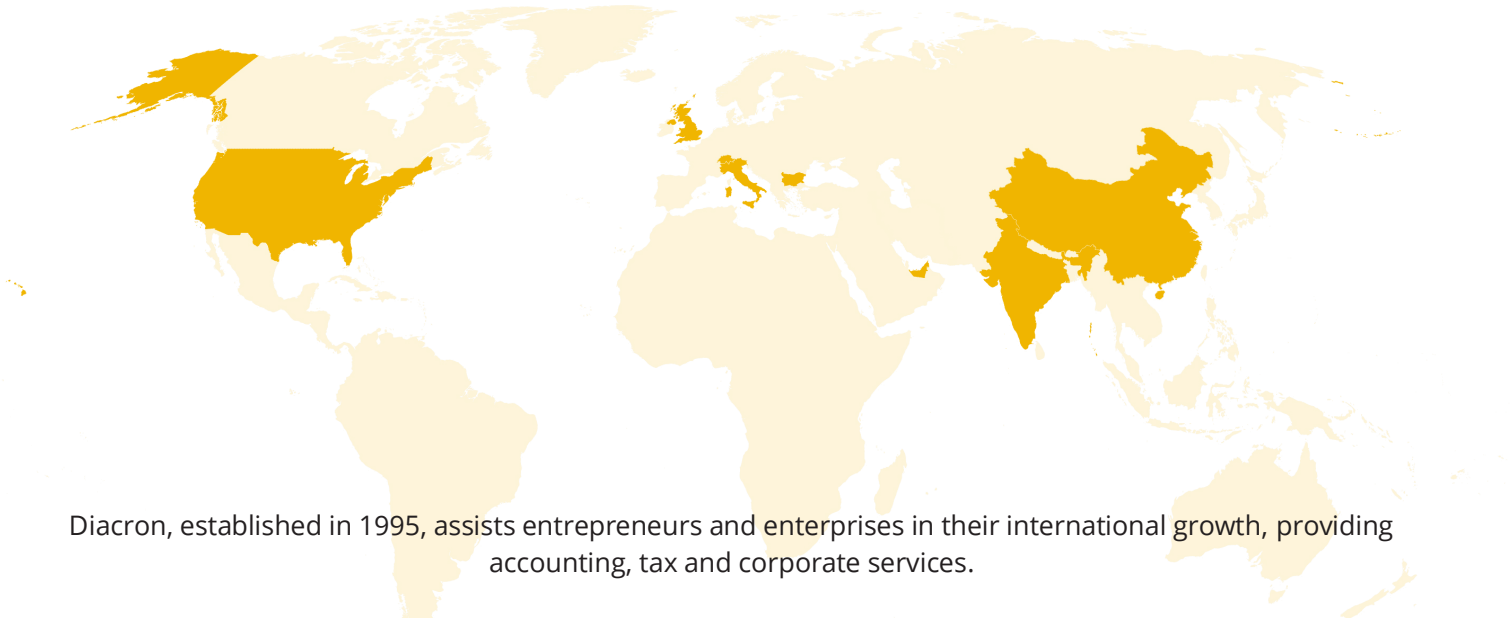 Diacron, established in 1995, assists entrepreneurs and enterprises in their international growth, providing
accounting, tax and corporate services.